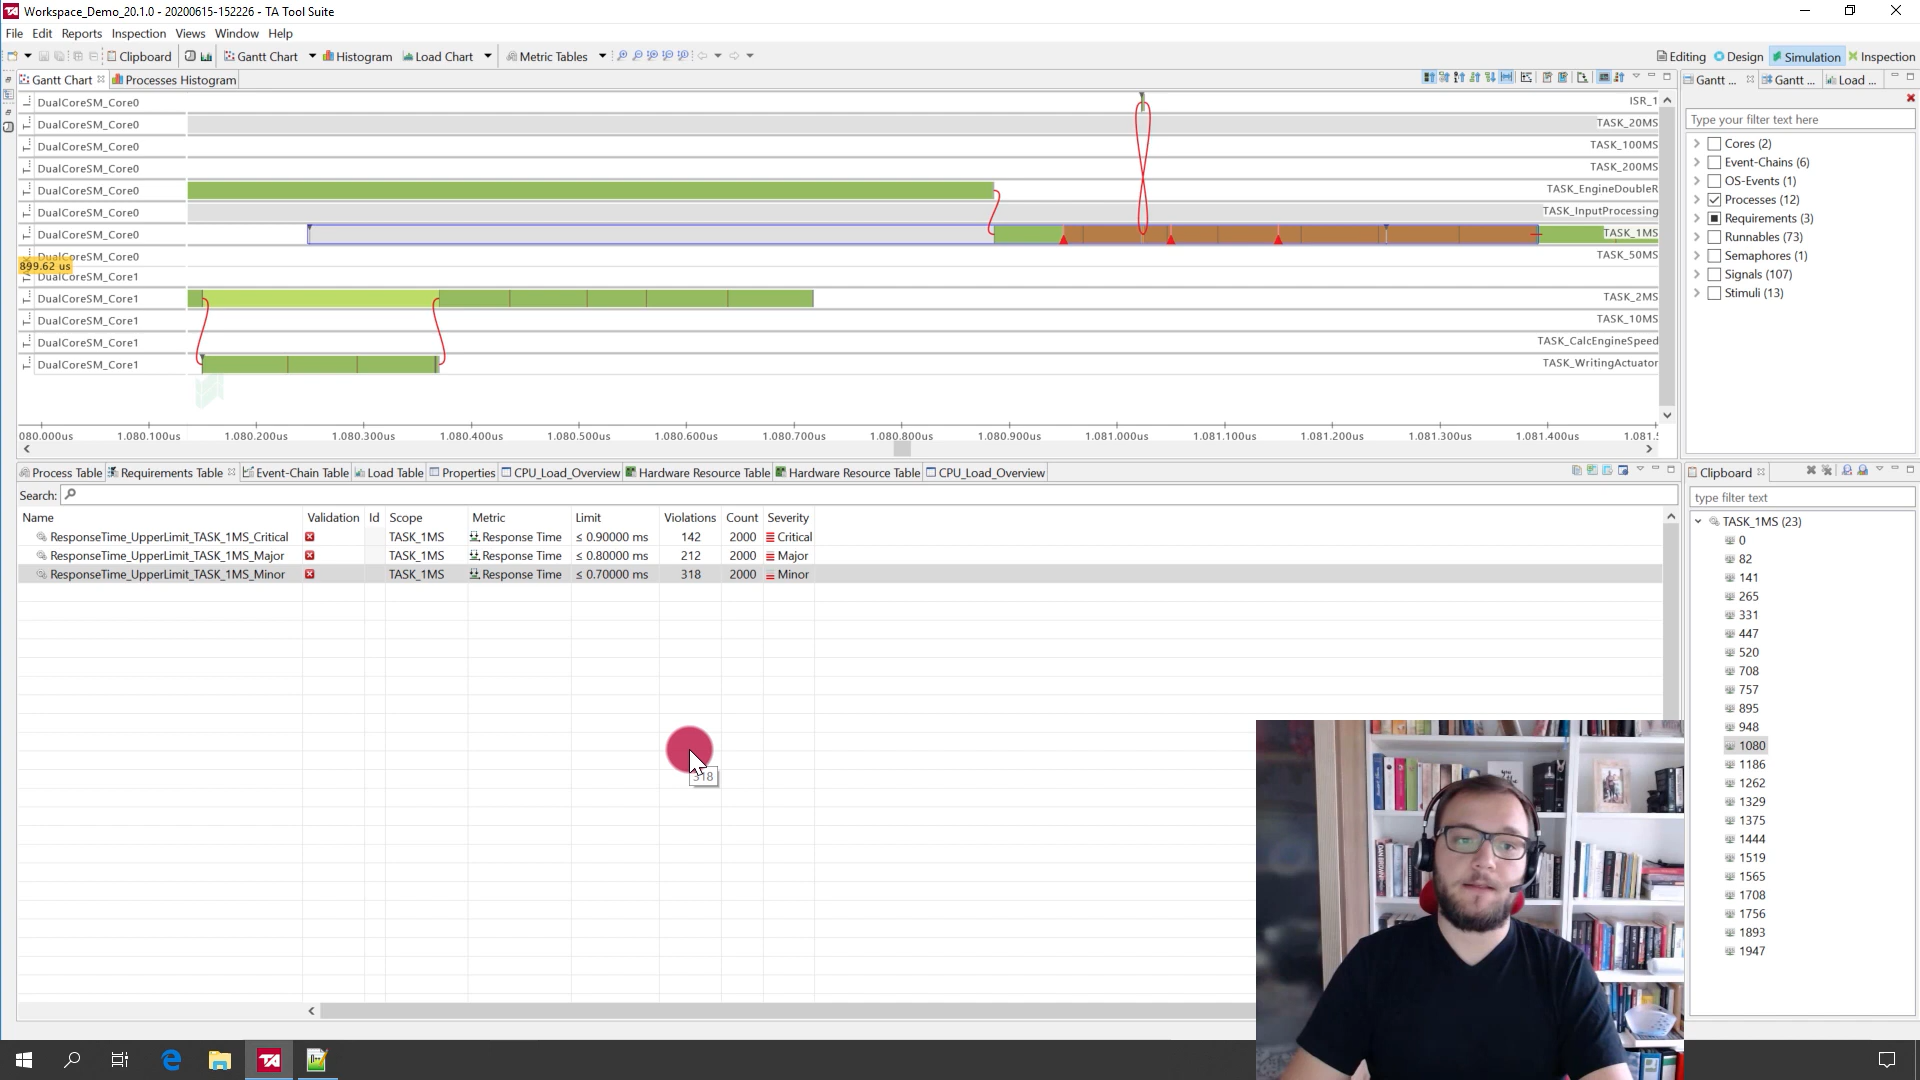 Workspace_Demo_20.1.0 - 20200615-152226 - TA Tool Suite
File Edit Reports Inspection Views Window Help
Clipboard Gantt Chart Histogram Load Chart Metric Tables Editing Design Simulation Inspection
Gantt Chart Processes Histogram
Gantt ... Gantt ... Load ...
DualCoreSM_Core0 ISR_1
DualCoreSM_Core0 TASK_20MS
DualCoreSM_Core0 TASK_100MS
DualCoreSM_Core0 TASK_200MS
DualCoreSM_Core0 TASK_EngineDoubleR
DualCoreSM_Core0 TASK_InputProcessing
DualCoreSM_Core0 TASK_1MS
DualCoreSM_Core0 TASK_50MS
899.62 us
DualCoreSM_Core1
DualCoreSM_Core1 TASK_2MS
DualCoreSM_Core1 TASK_10MS
DualCoreSM_Core1 TASK_CalcEngineSpeed
DualCoreSM_Core1 TASK_WritingActuator
080.000us 1.080.100us 1.080.200us 1.080.300us 1.080.400us 1.080.500us 1.080.600us 1.080.700us 1.080.800us 1.080.900us 1.081.000us 1.081.100us 1.081.200us 1.081.300us 1.081.400us 1.081.
Type your filter text here
Cores (2)
Event-Chains (6)
OS-Events (1)
Processes (12)
Requirements (3)
Runnables (73)
Semaphores (1)
Signals (107)
Stimuli (13)
Process Table Requirements Table Event-Chain Table Load Table Properties CPU_Load_Overview Hardware Resource Table Hardware Resource Table CPU_Load_Overview
Search:
Name Validation Id Scope Metric Limit Violations Count Severity
ResponseTime_UpperLimit_TASK_1MS_Critical TASK_1MS Response Time ≤ 0.90000 ms 142 2000 Critical
ResponseTime_UpperLimit_TASK_1MS_Major TASK_1MS Response Time ≤ 0.80000 ms 212 2000 Major
ResponseTime_UpperLimit_TASK_1MS_Minor TASK_1MS Response Time ≤ 0.70000 ms 318 2000 Minor
318
Clipboard
type filter text
TASK_1MS (23)
0
82
141
265
331
447
520
708
757
895
948
1080
1186
1262
1329
1375
1444
1519
1565
1708
1756
1893
1947
TA